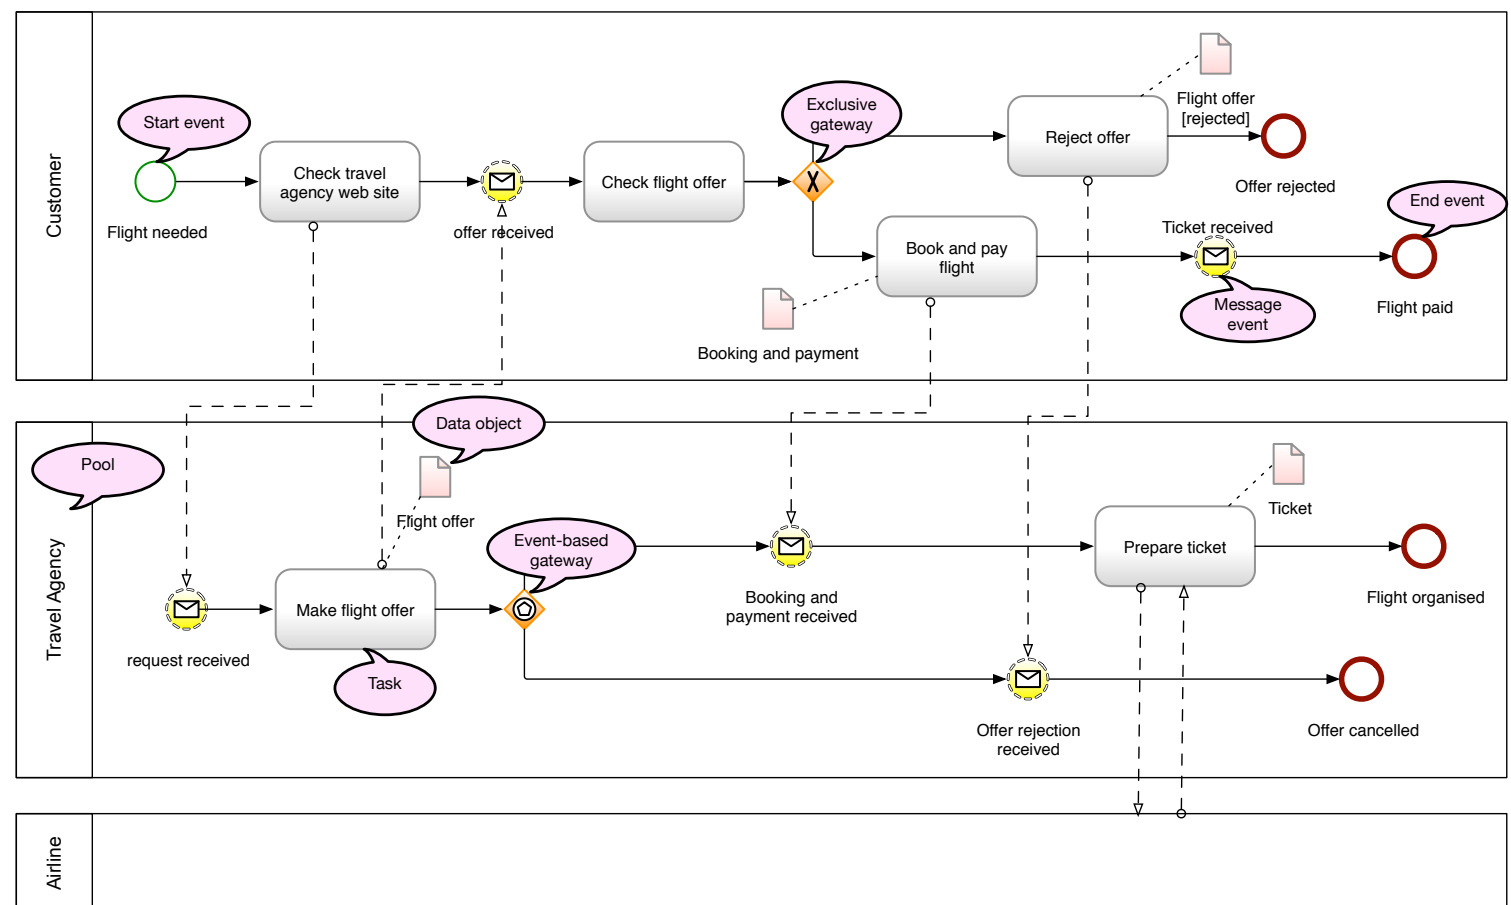 Customer
Start event
Flight needed
Check travel
agency web site
offer received
Check flight offer
Exclusive
gateway
Reject offer
Flight offer
[rejected]
Offer rejected
Book and pay
flight
Booking and payment
Ticket received
Message
event
End event
Flight paid
Travel Agency
Pool
request received
Make flight offer
Task
Data object
Flight offer
Event-based
gateway
Booking and
payment received
Offer rejection
received
Prepare ticket
Ticket
Flight organised
Offer cancelled
Airline